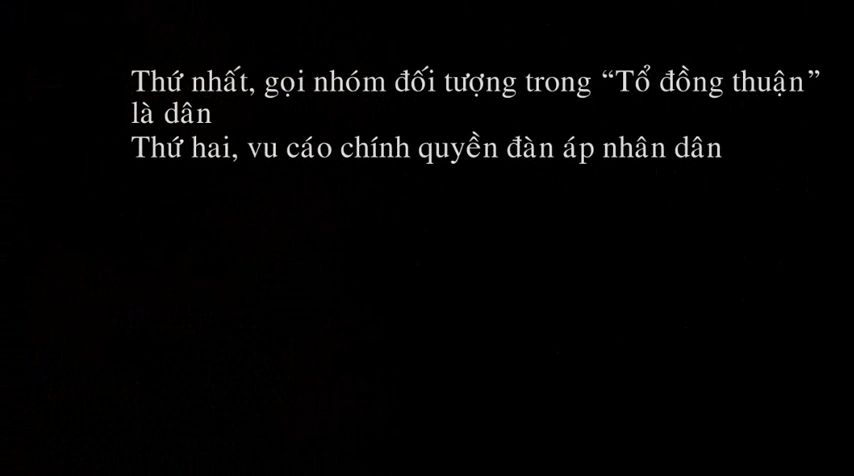 Thứ nhất, gọi nhóm đối tượng trong “Tổ đồng thuận”
là dân
Thứ hai, vu cáo chính quyền đàn áp nhân dân